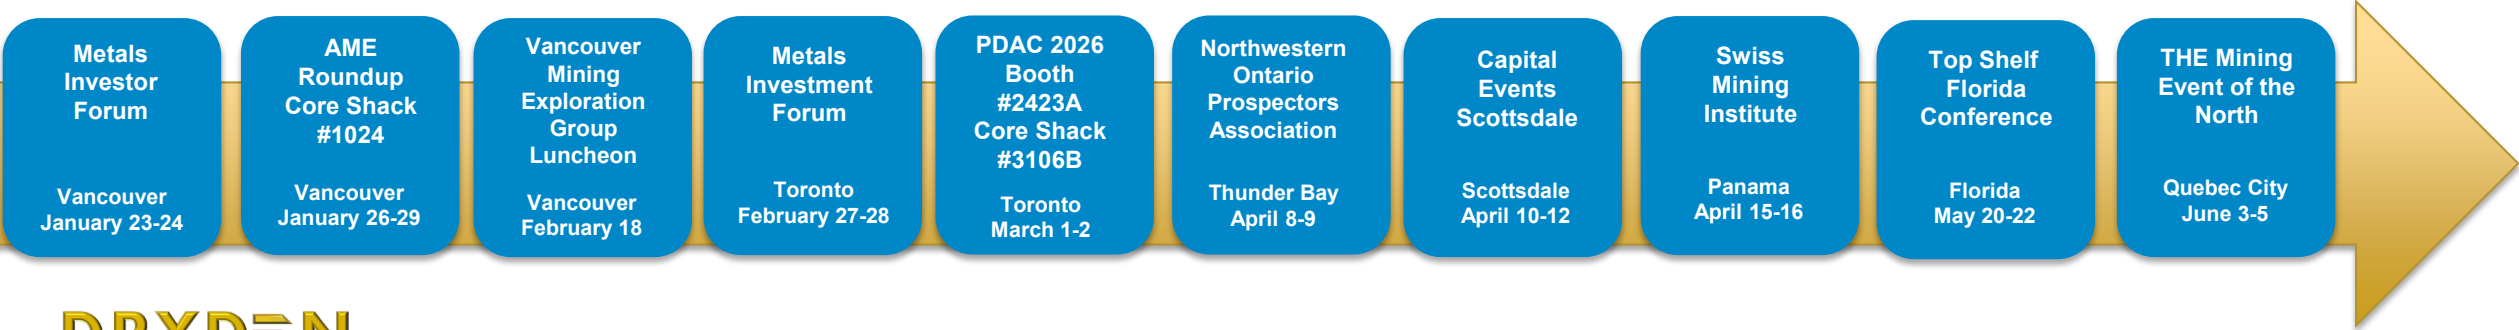 Metals
Investor
Forum
Vancouver
January 23-24
AME
Roundup
Core Shack
#1024
Vancouver
January 26-29
Vancouver
Mining
Exploration
Group
Luncheon
Vancouver
February 18
Metals
Investment
Forum
Toronto
February 27-28
PDAC 2026
Booth
#2423A
Core Shack
#3106B
Toronto
March 1-2
Northwestern
Ontario
Prospectors
Association
Thunder Bay
April 8-9
Capital
Events
Scottsdale
Scottsdale
April 10-12
Swiss
Mining
Institute
Panama
April 15-16
Top Shelf
Florida
Conference
Florida
May 20-22
THE Mining
Event of the
North
Quebec City
June 3-5
DRYDEN